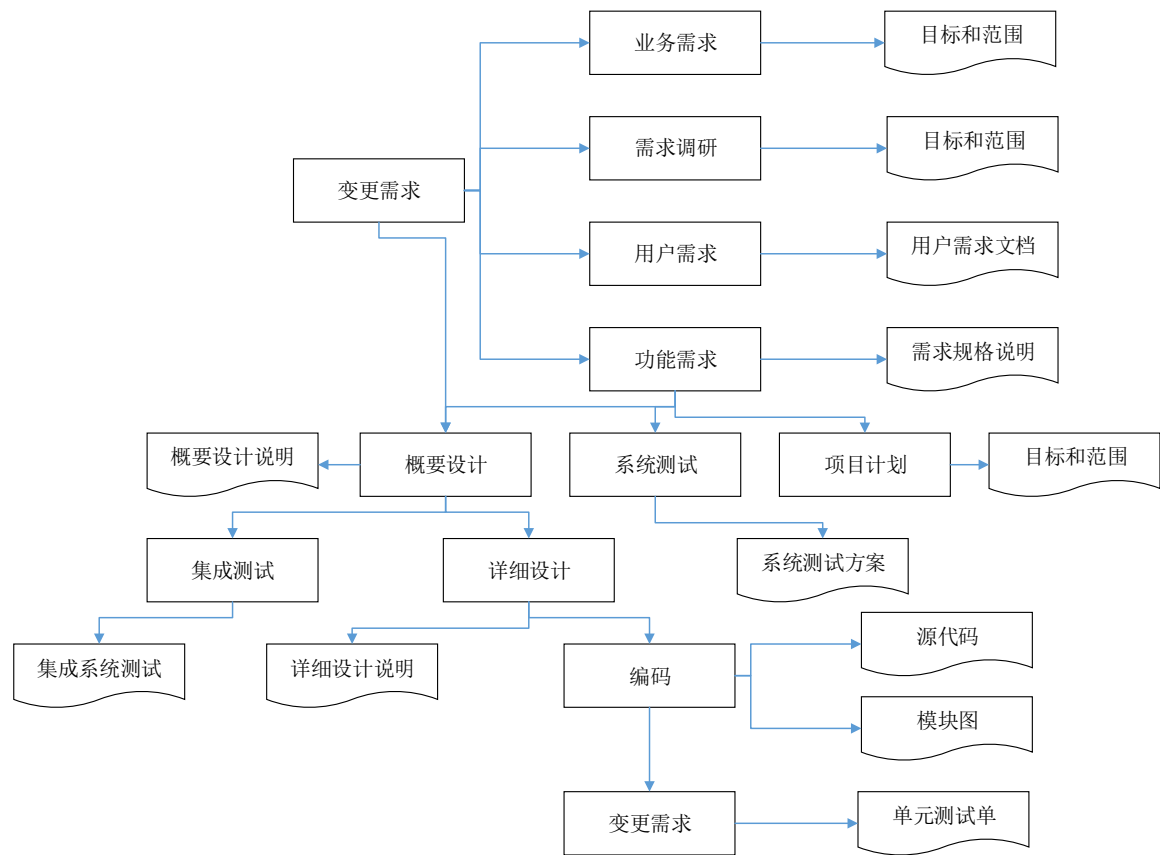 业务需求
目标和范围
需求调研
目标和范围
变更需求
用户需求
用户需求文档
功能需求
需求规格说明
概要设计说明
概要设计
系统测试
项目计划
目标和范围
集成测试
详细设计
系统测试方案
集成系统测试
详细设计说明
编码
源代码
模块图
变更需求
单元测试单